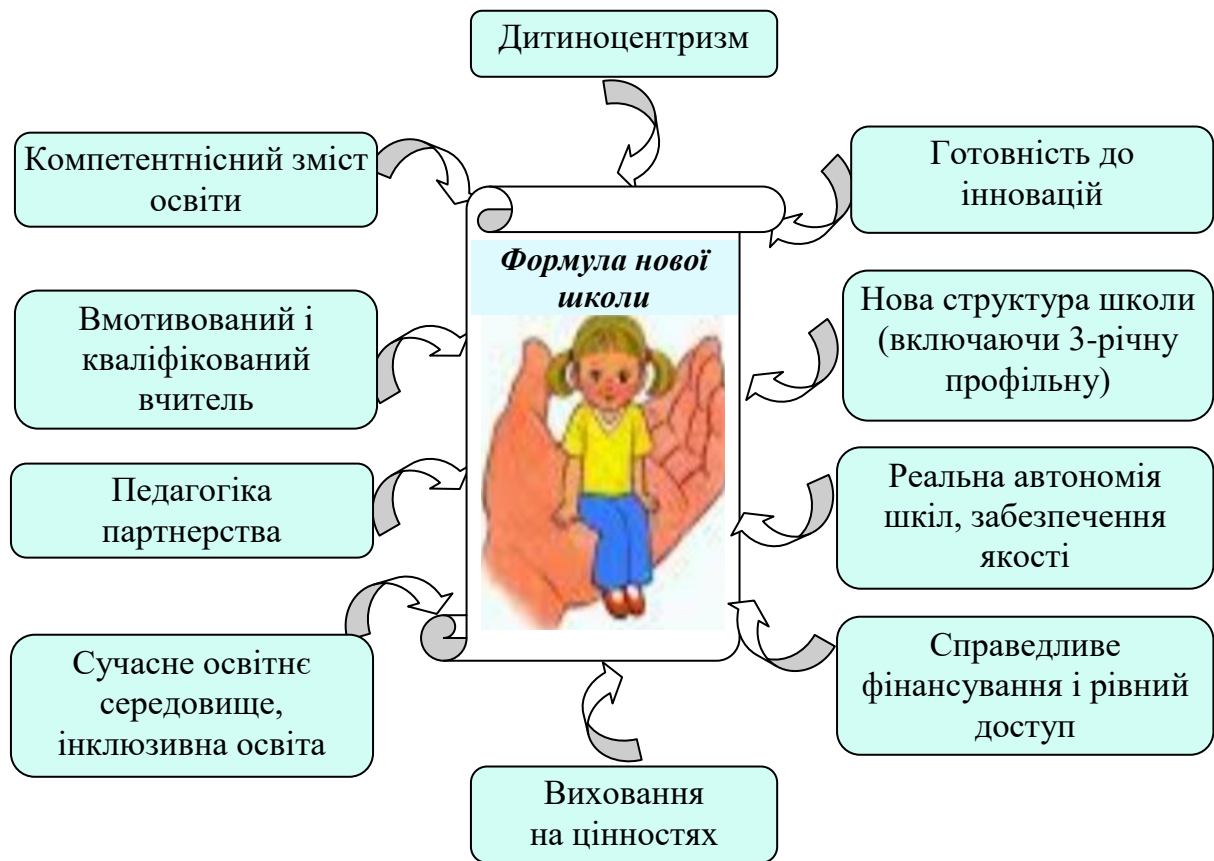 Дитиноцентризм
Компетентнісний зміст
освіти
Готовність до
інновацій
Формула нової
школи
Вмотивований і
кваліфікований
вчитель
Нова структура школи
(включаючи 3-річну
профільну)
Педагогіка
партнерства
Реальна автономія
шкіл, забезпечення
якості
Сучасне освітнє
середовище,
інклюзивна освіта
Справедливе
фінансування і рівний
доступ
Виховання
на цінностях